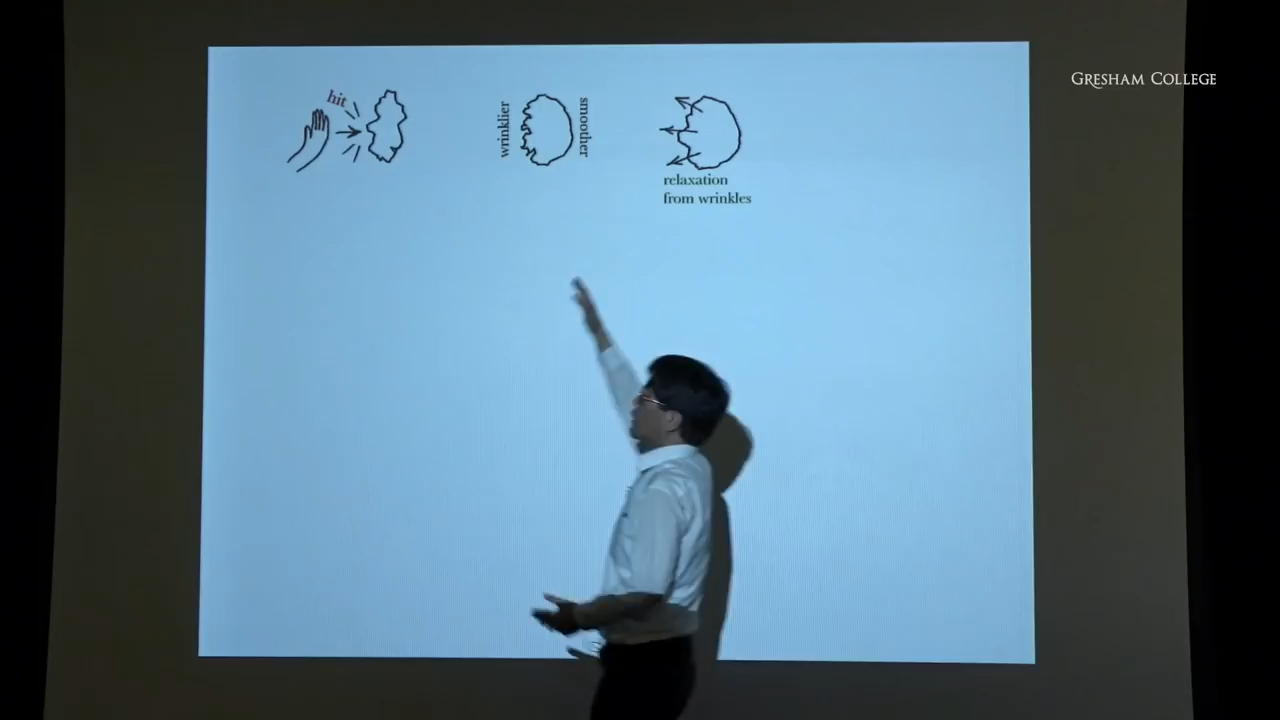 GRESHAM COLLEGE
hit
wrinklier
smoother
relaxation
from wrinkles